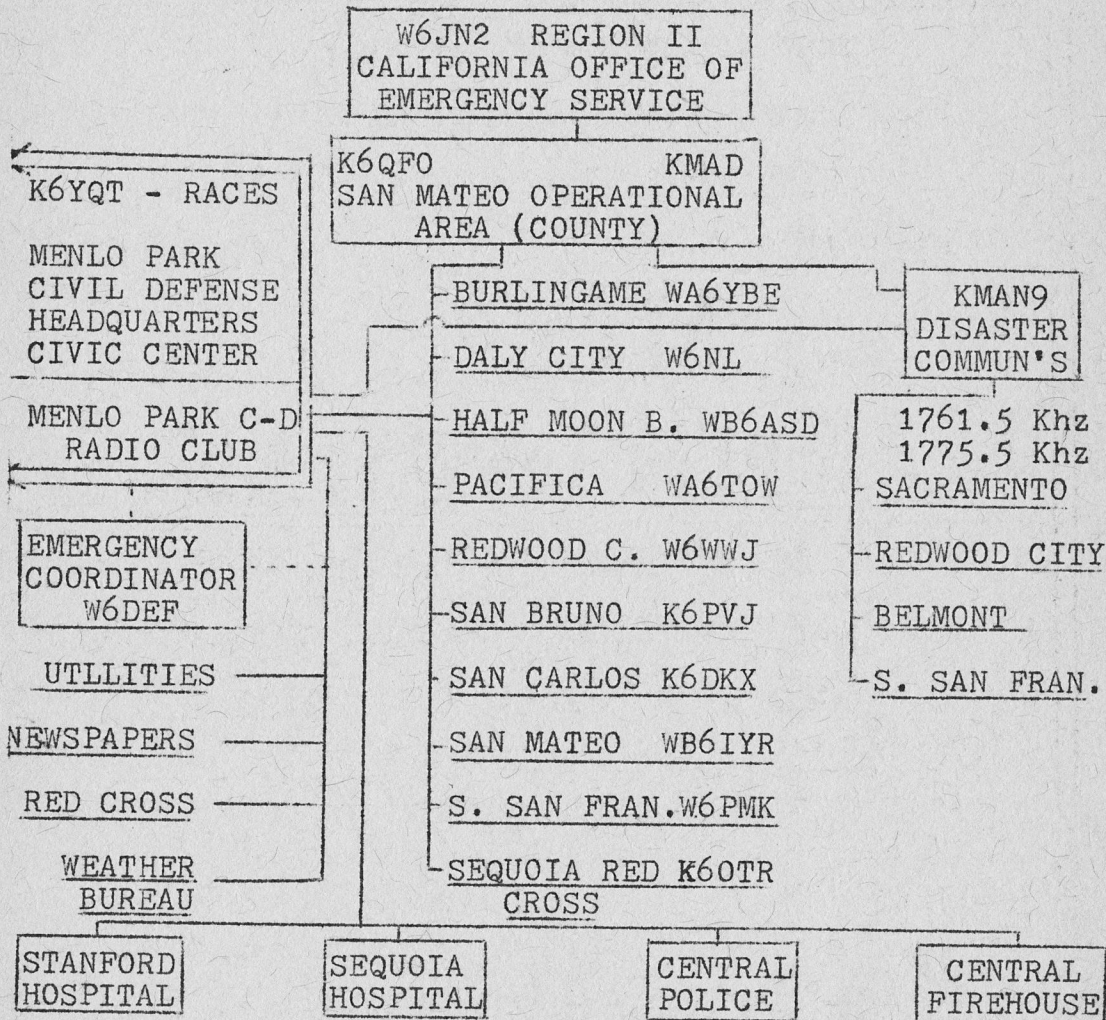 W6JN2 REGION II
CALIFORNIA OFFICE OF
EMERGENCY SERVICE
K6QFO KMAD
SAN MATEO OPERATIONAL
AREA (COUNTY)
K6YQT - RACES
MENLO PARK
CIVIL DEFENSE
HEADQUARTERS
CIVIC CENTER
MENLO PARK C-D
RADIO CLUB
EMERGENCY
COORDINATOR
W6DEF
UTLLITIES
NEWSPAPERS
RED CROSS
WEATHER
BUREAU
BURLINGAME WA6YBE
DALY CITY W6NL
HALF MOON B. WB6ASD
PACIFICA WA6TOW
REDWOOD C. W6WWJ
SAN BRUNO K6PVJ
SAN CARLOS K6DKX
SAN MATEO WB6IYR
S. SAN FRAN. W6PMK
SEQUOIA RED K6OTR
CROSS
KMAN9
DISASTER
COMMUN'S
1761.5 Khz
1775.5 Khz
SACRAMENTO
REDWOOD CITY
BELMONT
S. SAN FRAN.
STANFORD
HOSPITAL
SEQUOIA
HOSPITAL
CENTRAL
POLICE
CENTRAL
FIREHOUSE